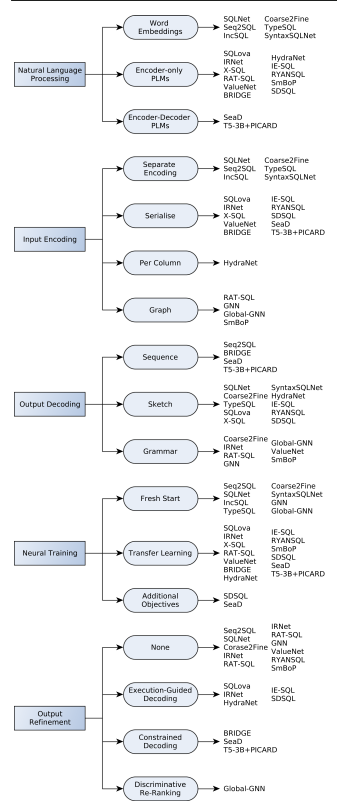 Natural Language
Processing
Word
Embeddings
SQLNet Coarse2Fine
Seq2SQL TypeSQL
IncSQL SyntaxSQLNet
Encoder-only
PLMs
SQLova
IRNet
X-SQL
RAT-SQL
ValueNet
BRIDGE
HydraNet
IE-SQL
RYANSQL
SmBoP
SDSQL
Encoder-Decoder
PLMs
SeaD
T5-3B+PICARD
Input Encoding
Separate
Encoding
SQLNet Coarse2Fine
Seq2SQL TypeSQL
IncSQL SyntaxSQLNet
Serialise
SQLova IE-SQL
IRNet RYANSQL
X-SQL SDSQL
ValueNet SeaD
BRIDGE T5-3B+PICARD
Per Column
HydraNet
Graph
RAT-SQL
GNN
Global-GNN
SmBoP
Output Decoding
Sequence
Seq2SQL
BRIDGE
SeaD
T5-3B+PICARD
Sketch
SQLNet SyntaxSQLNet
Coarse2Fine HydraNet
TypeSQL IE-SQL
SQLova RYANSQL
X-SQL SDSQL
Grammar
Coarse2Fine
IRNet
RAT-SQL
GNN
Global-GNN
ValueNet
SmBoP
Neural Training
Fresh Start
Seq2SQL Coarse2Fine
SQLNet SyntaxSQLNet
IncSQL GNN
TypeSQL Global-GNN
Transfer Learning
SQLova
IRNet
X-SQL
RAT-SQL
ValueNet
BRIDGE
HydraNet
IE-SQL
RYANSQL
SmBoP
SDSQL
SeaD
T5-3B+PICARD
Additional
Objectives
SDSQL
SeaD
Output
Refinement
None
Seq2SQL
SQLNet
Corase2Fine
IRNet
RAT-SQL
IRNet
RAT-SQL
GNN
ValueNet
RYANSQL
SmBoP
Execution-Guided
Decoding
SQLova
IRNet
HydraNet
IE-SQL
SDSQL
Constrained
Decoding
BRIDGE
SeaD
T5-3B+PICARD
Discriminative
Re-Ranking
Global-GNN